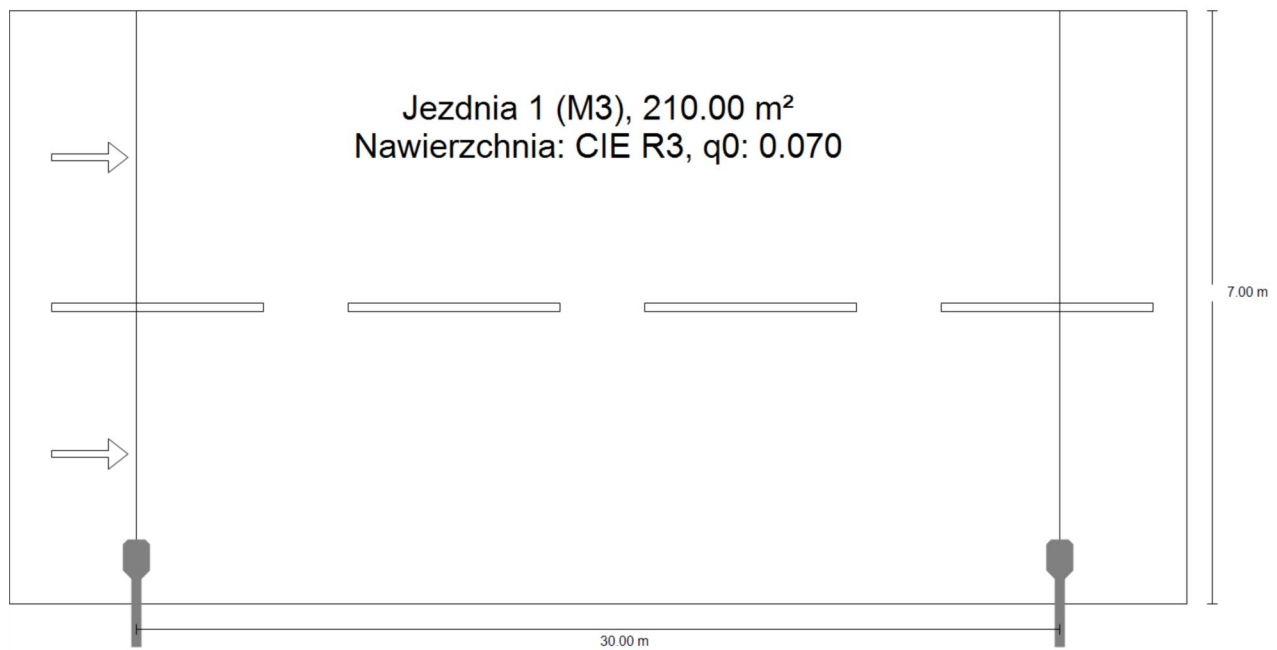 Jezdnia 1 (M3), 210.00 m²
Nawierzchnia: CIE R3, q0: 0.070
7.00 m
30.00 m